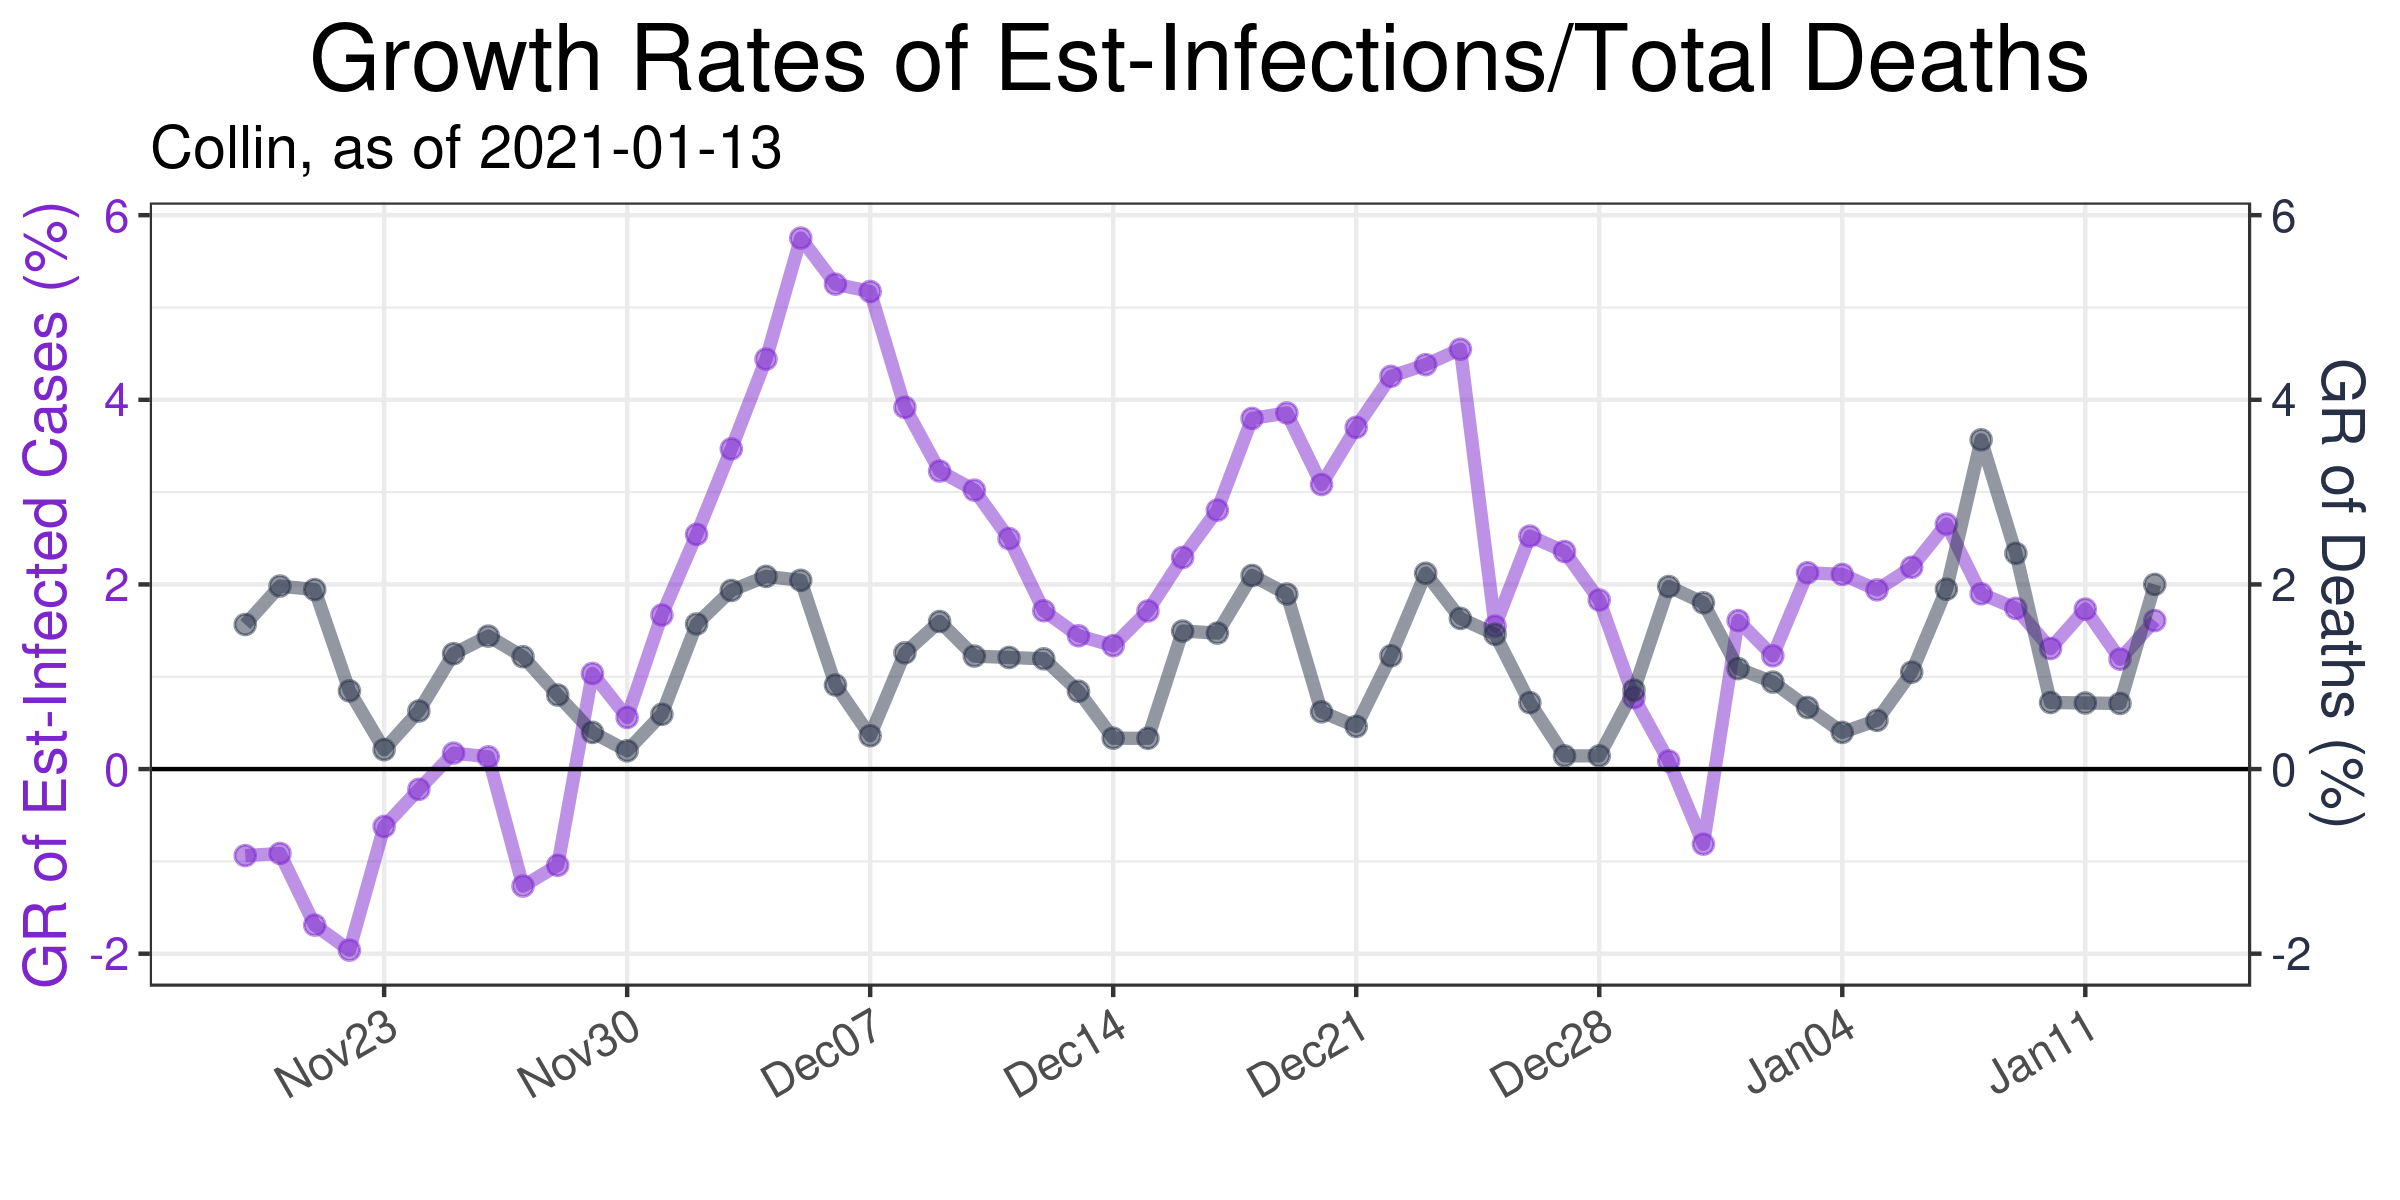 Growth Rates of Est-Infections/Total Deaths
Collin, as of 2021-01-13
GR of Est-Infected Cases (%)
6
4
2
0
-2
6
4
2
0
-2
GR of Deaths (%)
Nov23
Nov30
Dec07
Dec14
Dec21
Dec28
Jan04
Jan11